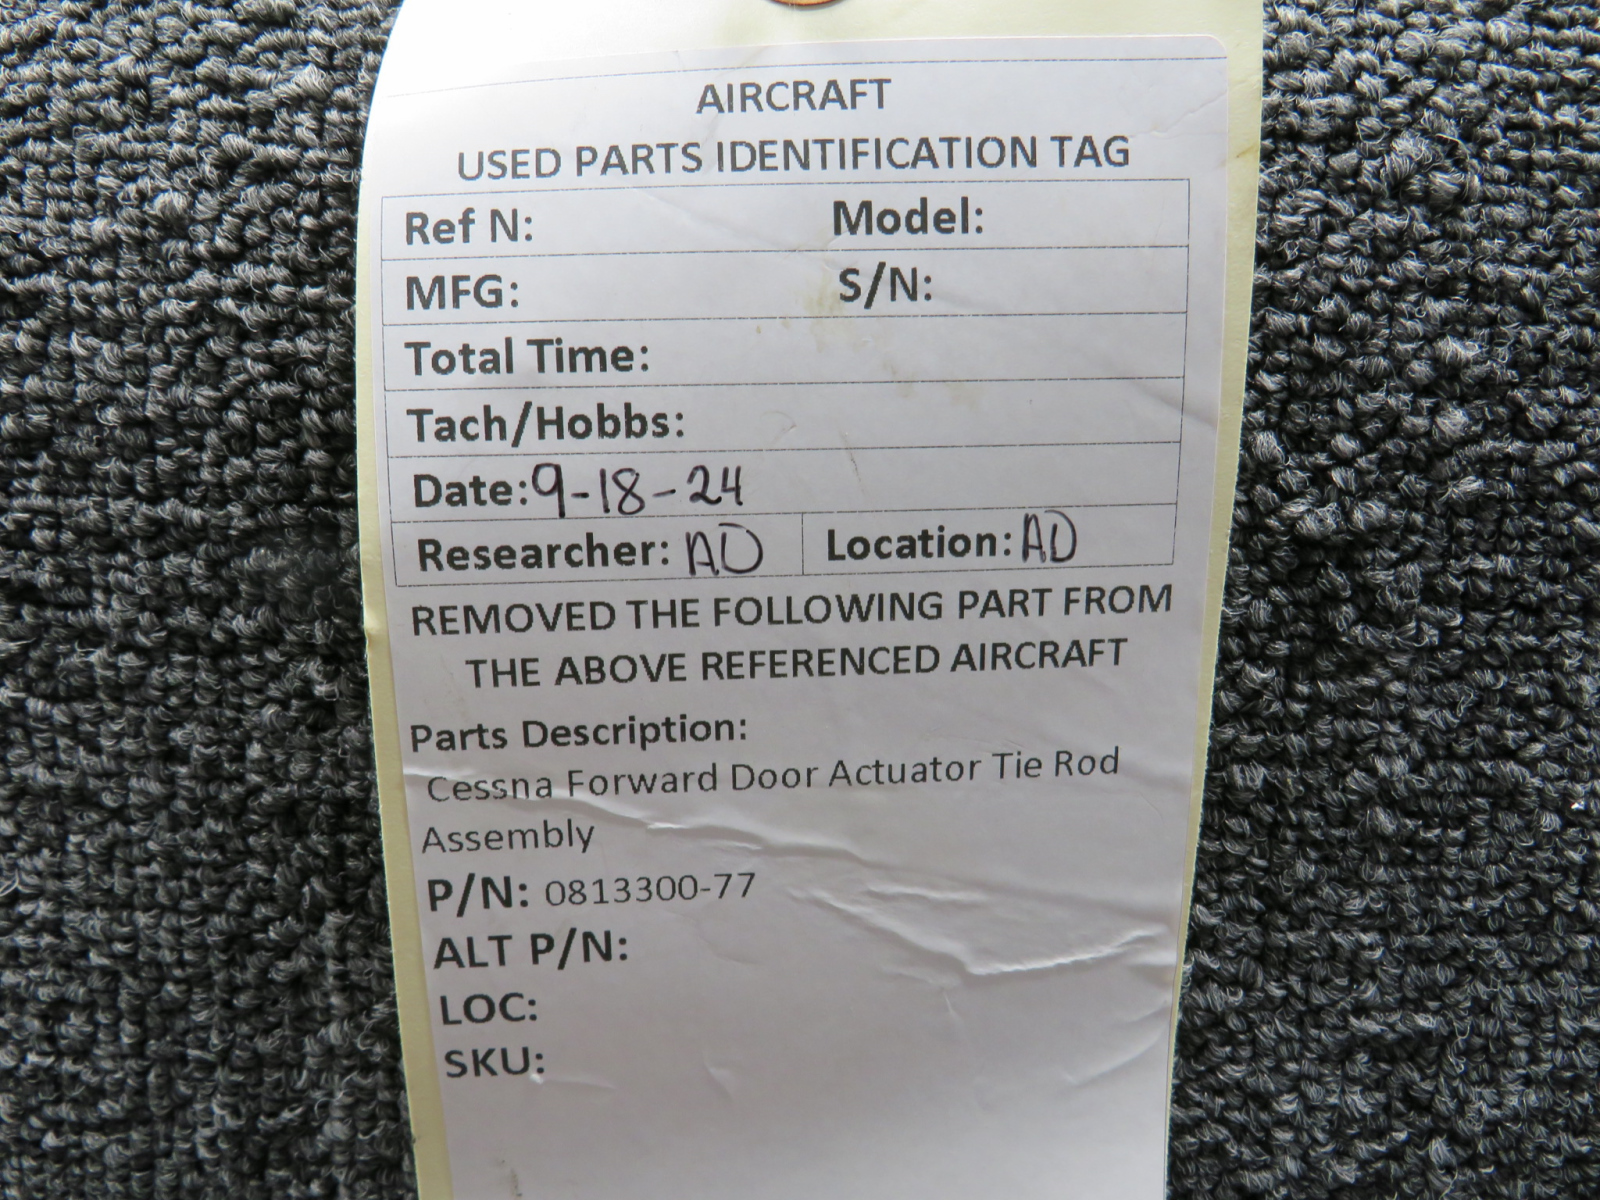 AIRCRAFT
USED PARTS IDENTIFICATION TAG
Ref N: Model:
MFG: S/N:
Total Time:
Tach/Hobbs:
Date: 9-18-24
Researcher: AD Location: AD
REMOVED THE FOLLOWING PART FROM
THE ABOVE REFERENCED AIRCRAFT
Parts Description:
Cessna Forward Door Actuator Tie Rod
Assembly
P/N: 0813300-77
ALT P/N:
LOC:
SKU: